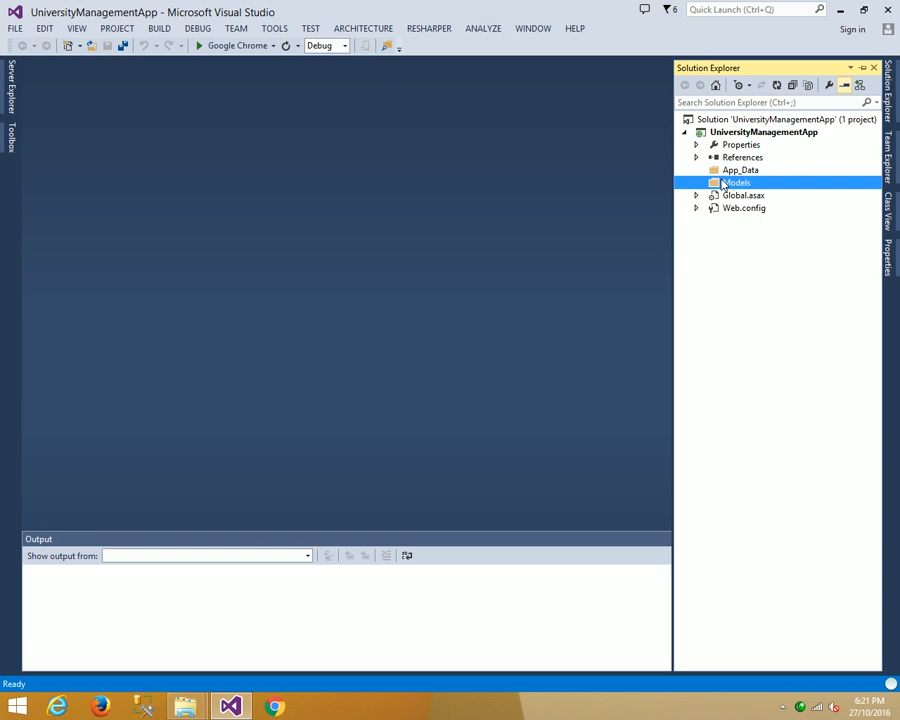 UniversityManagementApp - Microsoft Visual Studio
6
Quick Launch (Ctrl+Q)
FILE EDIT VIEW PROJECT BUILD DEBUG TEAM TOOLS TEST ARCHITECTURE RESHARPER ANALYZE WINDOW HELP
Sign in
Google Chrome
Debug
Server Explorer
Toolbox
Solution Explorer
Search Solution Explorer (Ctrl+;)
Solution 'UniversityManagementApp' (1 project)
UniversityManagementApp
Properties
References
App_Data
Models
Global.asax
Web.config
Solution Explorer
Team Explorer
Class View
Properties
Output
Show output from:
Ready
6:21 PM
27/10/2016